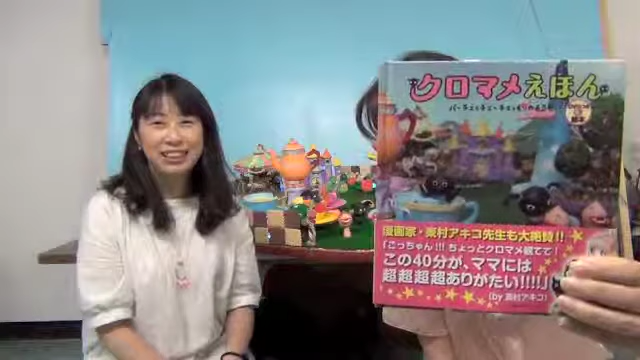 クロマメえほん
漫画家・東村アキコ先生も大絶賛!!
「ごっちゃん!!! ちょっとクロマメ観てて!
この40分が、ママには
超超超超ありがたい!!!!」
(by 東村アキコ)